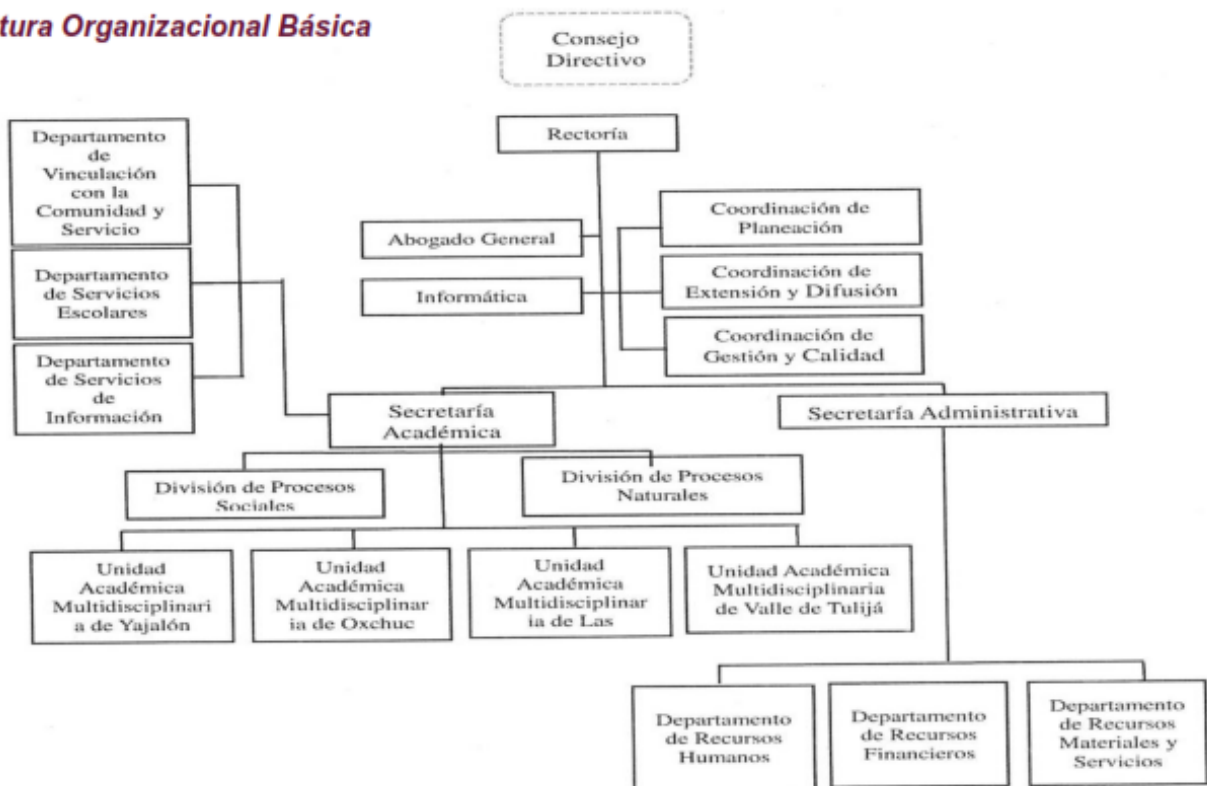 tura Organizacional Básica
Consejo
Directivo
Rectoría
Departamento
de
Vinculación
con la
Comunidad y
Servicio
Departamento
de Servicios
Escolares
Departamento
de Servicios
de
Información
Abogado General
Informática
Coordinación de
Planeación
Coordinación de
Extensión y Difusión
Coordinación de
Gestión y Calidad
Secretaría
Académica
Secretaría Administrativa
División de Procesos
Sociales
División de Procesos
Naturales
Unidad
Académica
Multidisciplinari
a de Yajalón
Unidad
Académica
Multidisciplinar
ia de Oxchuc
Unidad
Académica
Multidisciplinar
ia de Las
Unidad Académica
Multidisciplinaria
de Valle de Tulijá
Departamento
de Recursos
Humanos
Departamento
de Recursos
Financieros
Departamento
de Recursos
Materiales y
Servicios